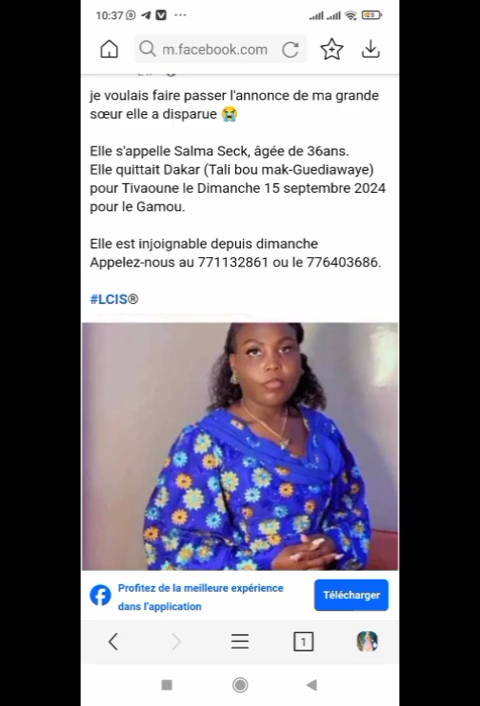 10:37
m.facebook.com
je voulais faire passer l'annonce de ma grande
sœur elle a disparue 😭
Elle s'appelle Salma Seck, âgée de 36ans.
Elle quittait Dakar (Tali bou mak-Guediawaye)
pour Tivaoune le Dimanche 15 septembre 2024
pour le Gamou.
Elle est injoignable depuis dimanche
Appelez-nous au 771132861 ou le 776403686.
#LCIS®
Profitez de la meilleure expérience
dans l'application
Télécharger
1